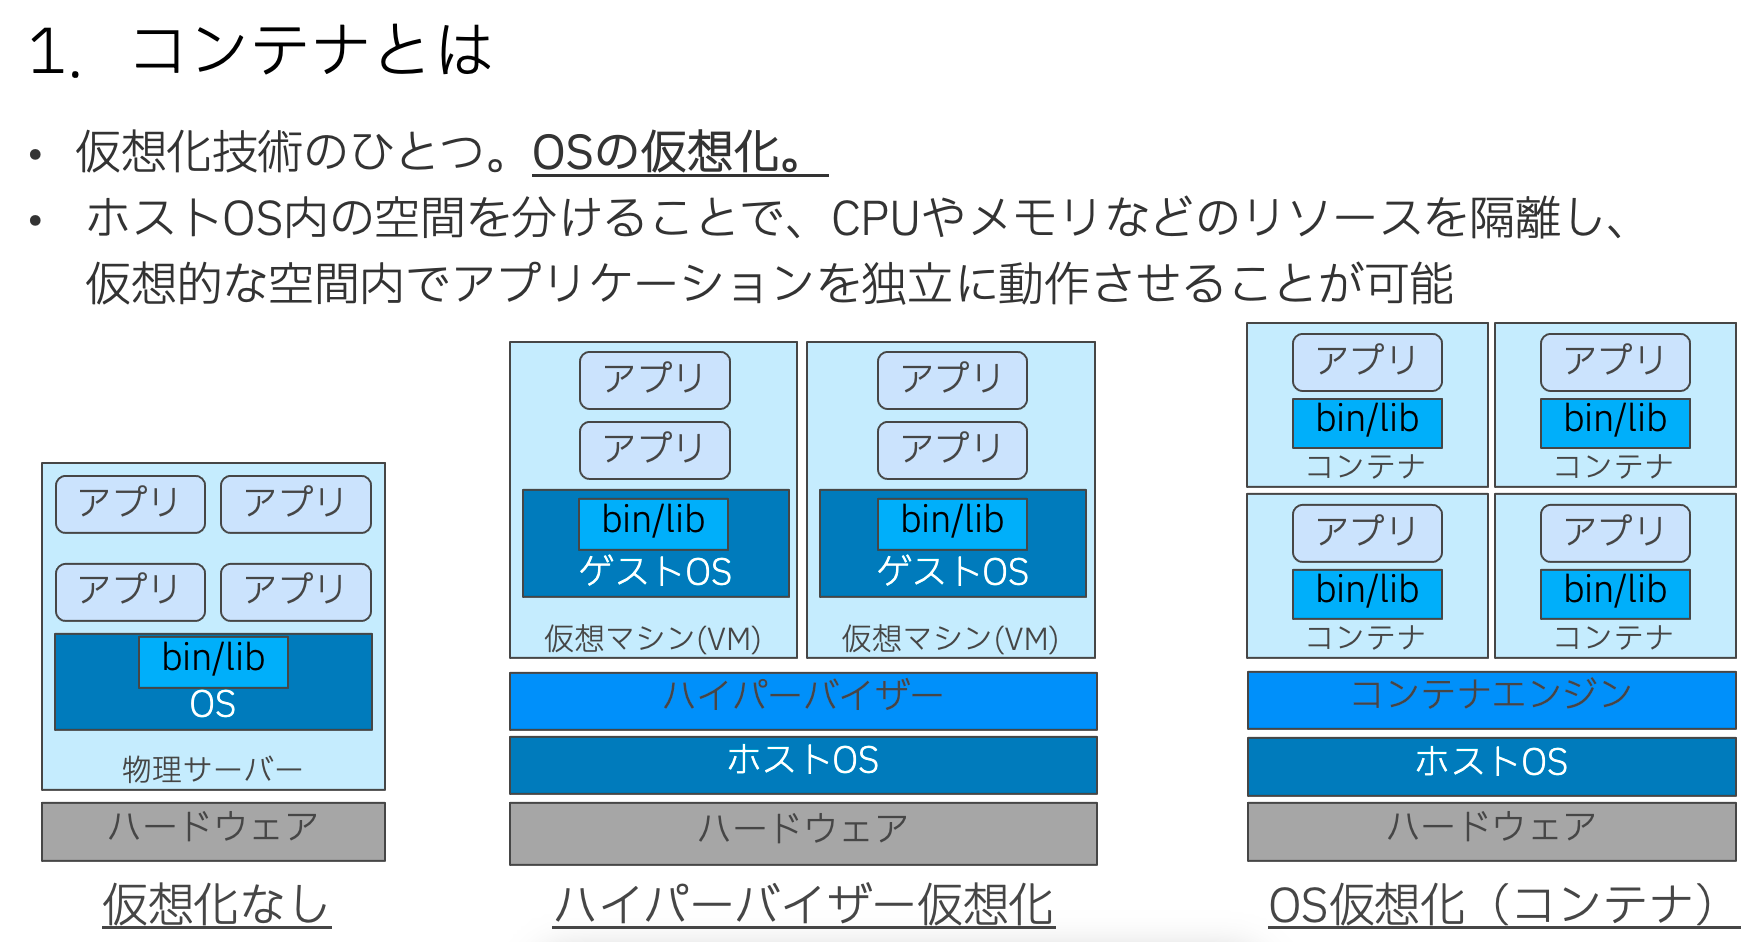 1. コンテナとは
• 仮想化技術のひとつ。OSの仮想化。
• ホストOS内の空間を分けることで、CPUやメモリなどのリソースを隔離し、
仮想的な空間内でアプリケーションを独立に動作させることが可能
アプリ アプリ
アプリ アプリ
bin/lib
OS
物理サーバー
ハードウェア
仮想化なし
アプリ アプリ
アプリ アプリ
bin/lib bin/lib
ゲストOS ゲストOS
仮想マシン(VM) 仮想マシン(VM)
ハイパーバイザー
ホストOS
ハードウェア
ハイパーバイザー仮想化
アプリ アプリ
bin/lib bin/lib
コンテナ コンテナ
アプリ アプリ
bin/lib bin/lib
コンテナ コンテナ
コンテナエンジン
ホストOS
ハードウェア
OS仮想化（コンテナ）